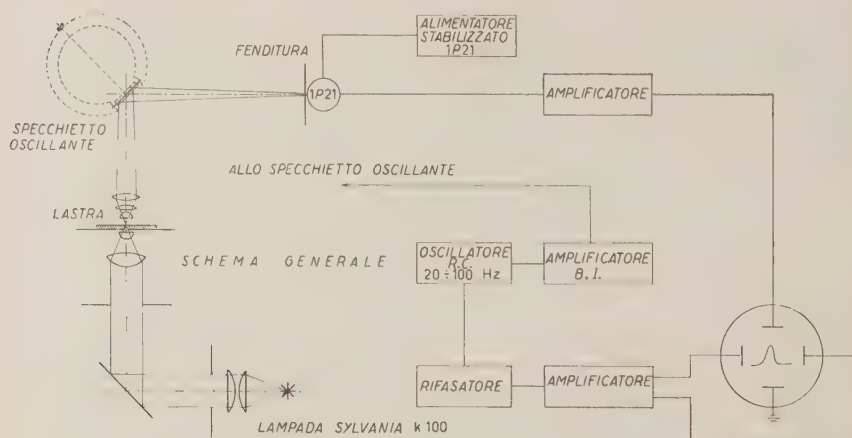 ALIMENTATORE
STABILIZZATO
1P21
FENDITURA
1P21
AMPLIFICATORE
SPECCHIETTO
OSCILLANTE
ALLO SPECCHIETTO OSCILLANTE
LASTRA
SCHEMA GENERALE
OSCILLATORE
R.C.
20÷100 Hz
AMPLIFICATORE
B.I.
RIFASATORE
AMPLIFICATORE
LAMPADA SYLVANIA k 100